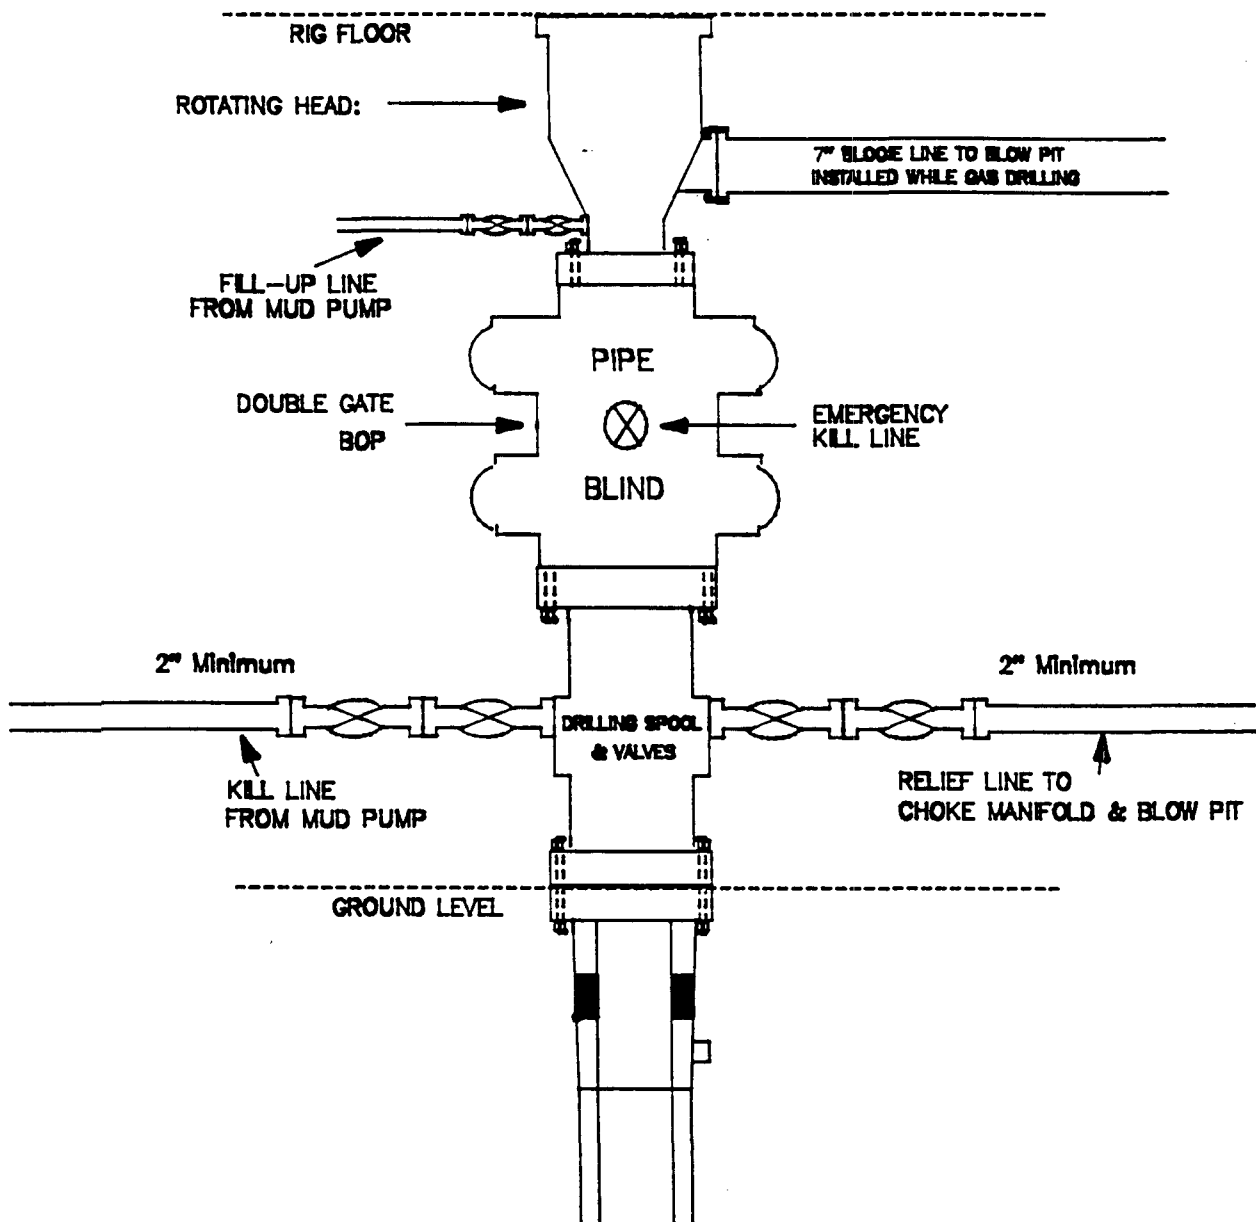 RIG FLOOR
ROTATING HEAD:
7" BLOOIE LINE TO BLOW PIT
INSTALLED WHILE GAS DRILLING
FILL-UP LINE
FROM MUD PUMP
PIPE
DOUBLE GATE
BOP
EMERGENCY
KILL LINE
BLIND
2" Minimum
2" Minimum
DRILLING SPOOL
& VALVES
KILL LINE
FROM MUD PUMP
RELIEF LINE TO
CHOKE MANIFOLD & BLOW PIT
GROUND LEVEL